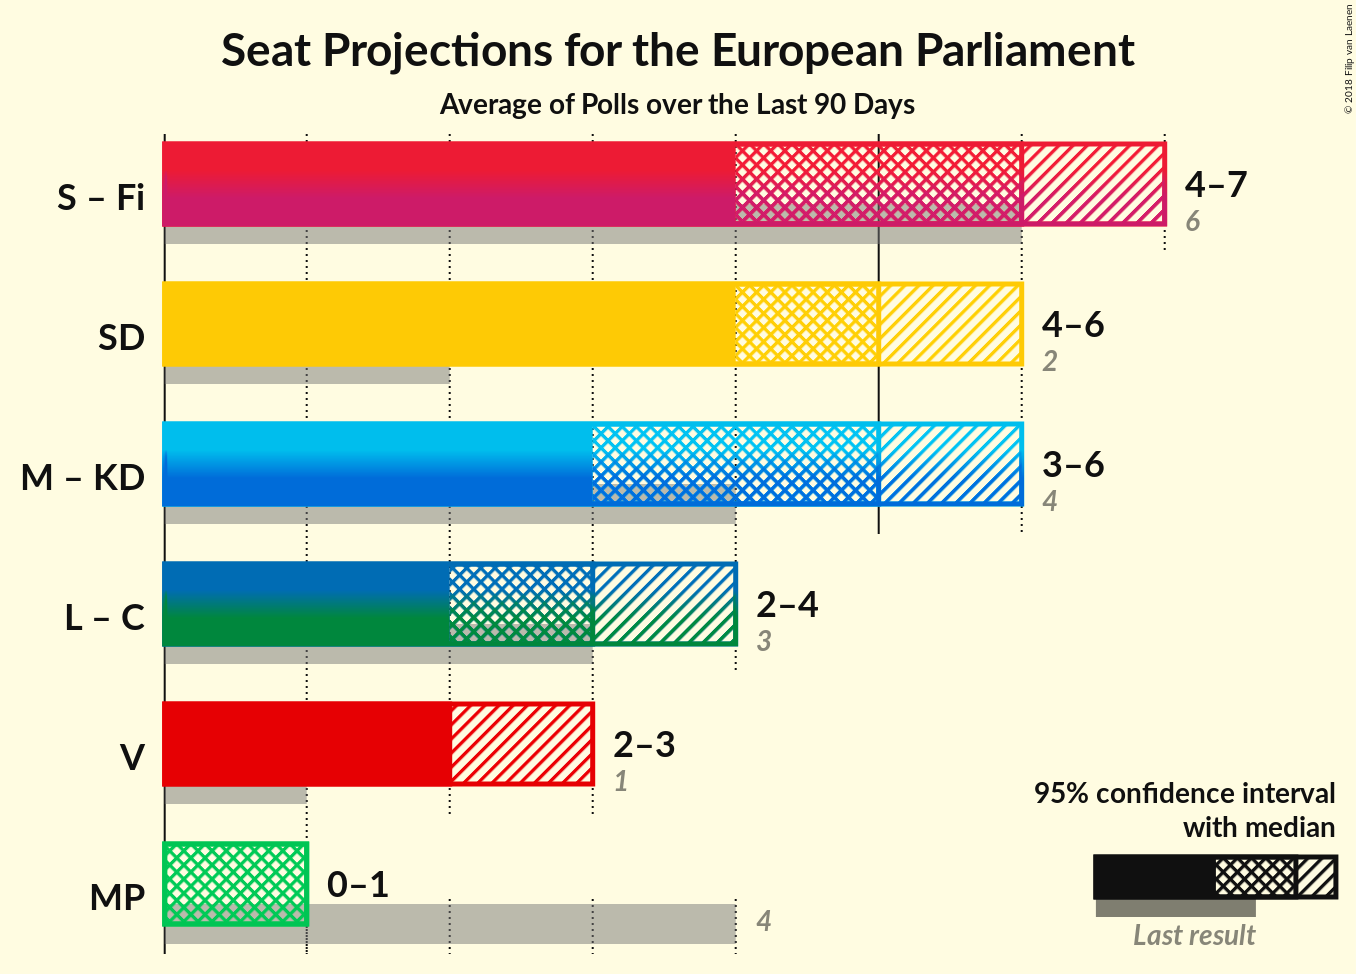 Seat Projections for the European Parliament
Average of Polls over the Last 90 Days
© 2018 Filip van Laenen
S – Fi
4–7
6
SD
4–6
2
M – KD
3–6
4
L – C
2–4
3
V
2–3
1
MP
0–1
4
95% confidence interval
with median
Last result